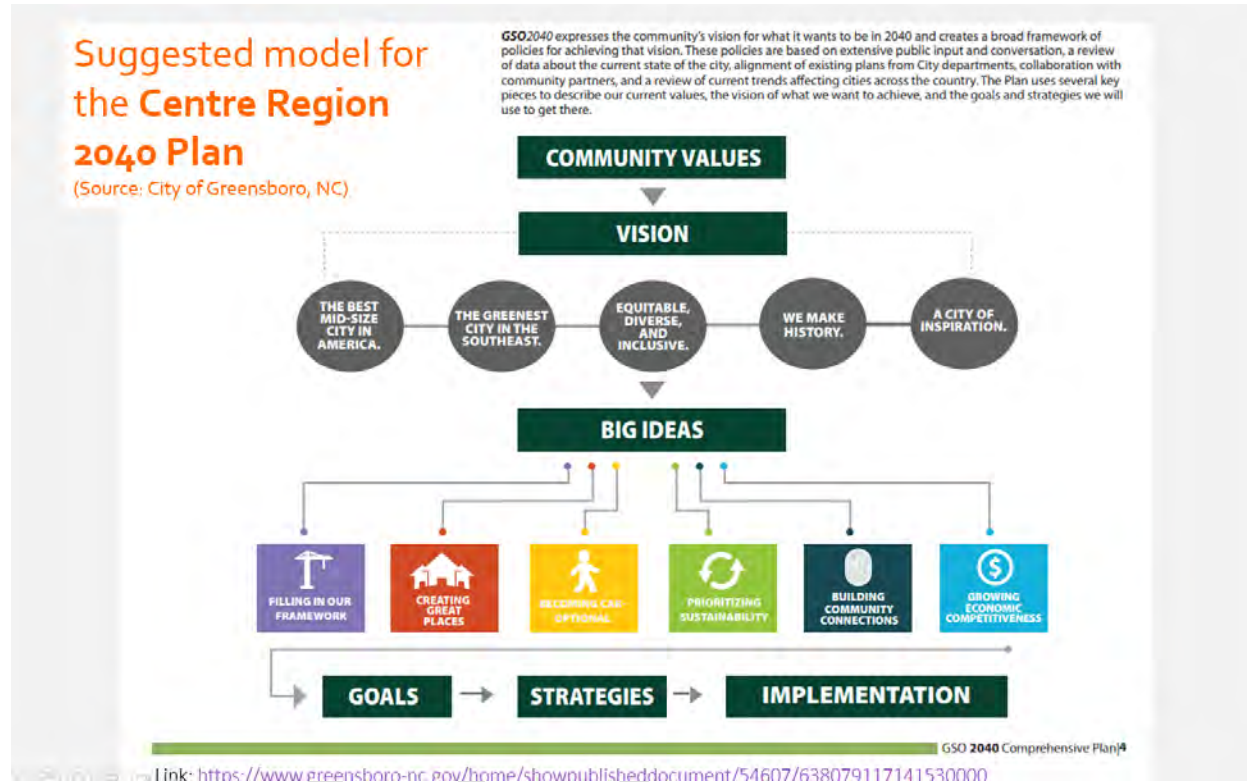 Suggested model for
the Centre Region
2040 Plan
(Source: City of Greensboro, NC)
GSO2040 expresses the community's vision for what it wants to be in 2040 and creates a broad framework of
policies for achieving that vision. These policies are based on extensive public input and conversation, a review
of data about the current state of the city, alignment of existing plans from City departments, collaboration with
community partners, and a review of current trends affecting cities across the country. The Plan uses several key
pieces to describe our current values, the vision of what we want to achieve, and the goals and strategies we will
use to get there.
COMMUNITY VALUES
VISION
THE BEST
MID-SIZE
CITY IN
AMERICA.
THE GREENEST
CITY IN THE
SOUTHEAST.
EQUITABLE,
DIVERSE,
AND
INCLUSIVE.
WE MAKE
HISTORY.
A CITY OF
INSPIRATION.
BIG IDEAS
FILLING IN OUR
FRAMEWORK
CREATING
GREAT
PLACES
BECOMING CAR
OPTIONAL
PRIORITIZING
SUSTAINABILITY
BUILDING
COMMUNITY
CONNECTIONS
GROWING
ECONOMIC
COMPETITIVENESS
GOALS
STRATEGIES
IMPLEMENTATION
GSO 2040 Comprehensive Plan|4
Link: https://www.greensboro-nc.gov/home/showpublisheddocument/54607/638079117141530000